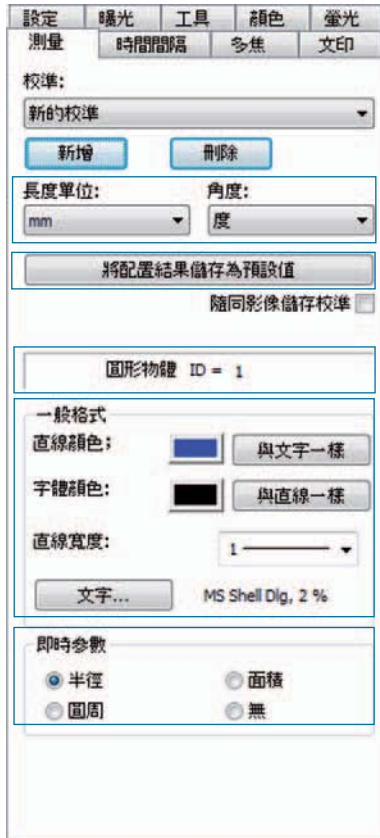 設定 曝光 工具 顏色 螢光
測量 時間間隔 多焦 文印
校準:
新的校準
新增 刪除
長度單位: 角度:
mm 度
將配置結果儲存為預設值
隨同影像儲存校準
圓形物體 ID = 1
一般格式
直線顏色; 與文字一樣
字體顏色: 與直線一樣
直線寬度: 1
文字... MS Shell Dlg, 2 %
即時參數
半徑 面積
圓周 無